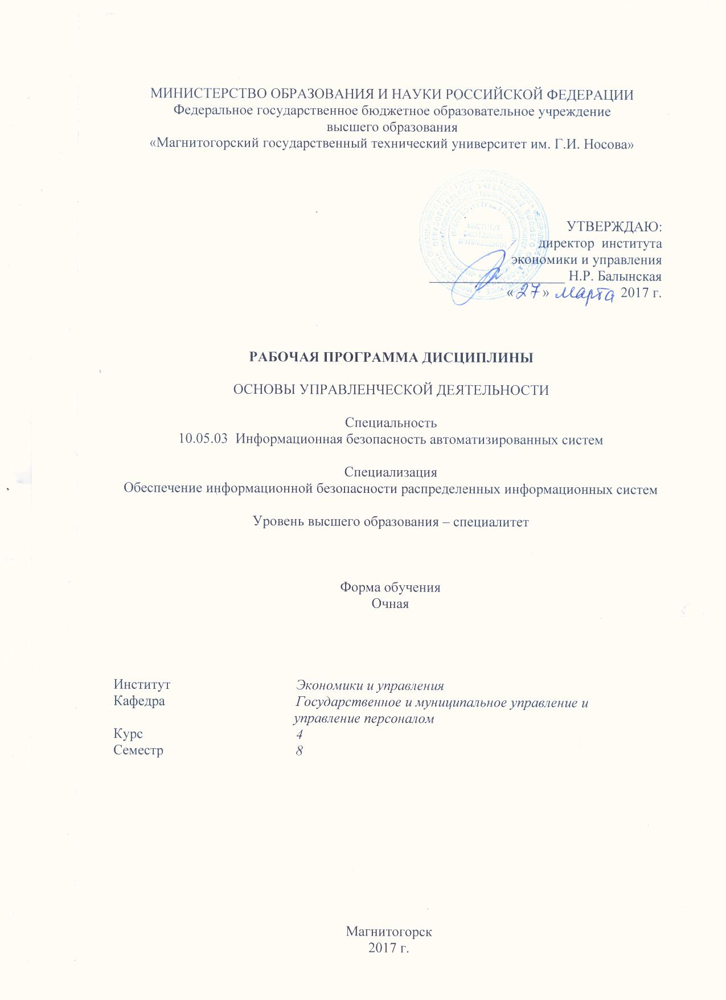 МИНИСТЕРСТВО ОБРАЗОВАНИЯ И НАУКИ РОССИЙСКОЙ ФЕДЕРАЦИИ
Федеральное государственное бюджетное образовательное учреждение
высшего образования
«Магнитогорский государственный технический университет им. Г.И. Носова»
ИНСТИТУТ
ЭКОНОМИКИ
И УПРАВЛЕНИЯ
УТВЕРЖДАЮ:
директор института
экономики и управления
Н.Р. Балынская
«27» марта 2017 г.
РАБОЧАЯ ПРОГРАММА ДИСЦИПЛИНЫ
ОСНОВЫ УПРАВЛЕНЧЕСКОЙ ДЕЯТЕЛЬНОСТИ
Специальность
10.05.03 Информационная безопасность автоматизированных систем
Специализация
Обеспечение информационной безопасности распределенных информационных систем
Уровень высшего образования – специалитет
Форма обучения
Очная
Институт Экономики и управления
Кафедра Государственное и муниципальное управление и
управление персоналом
Курс 4
Семестр 8
Магнитогорск
2017 г.